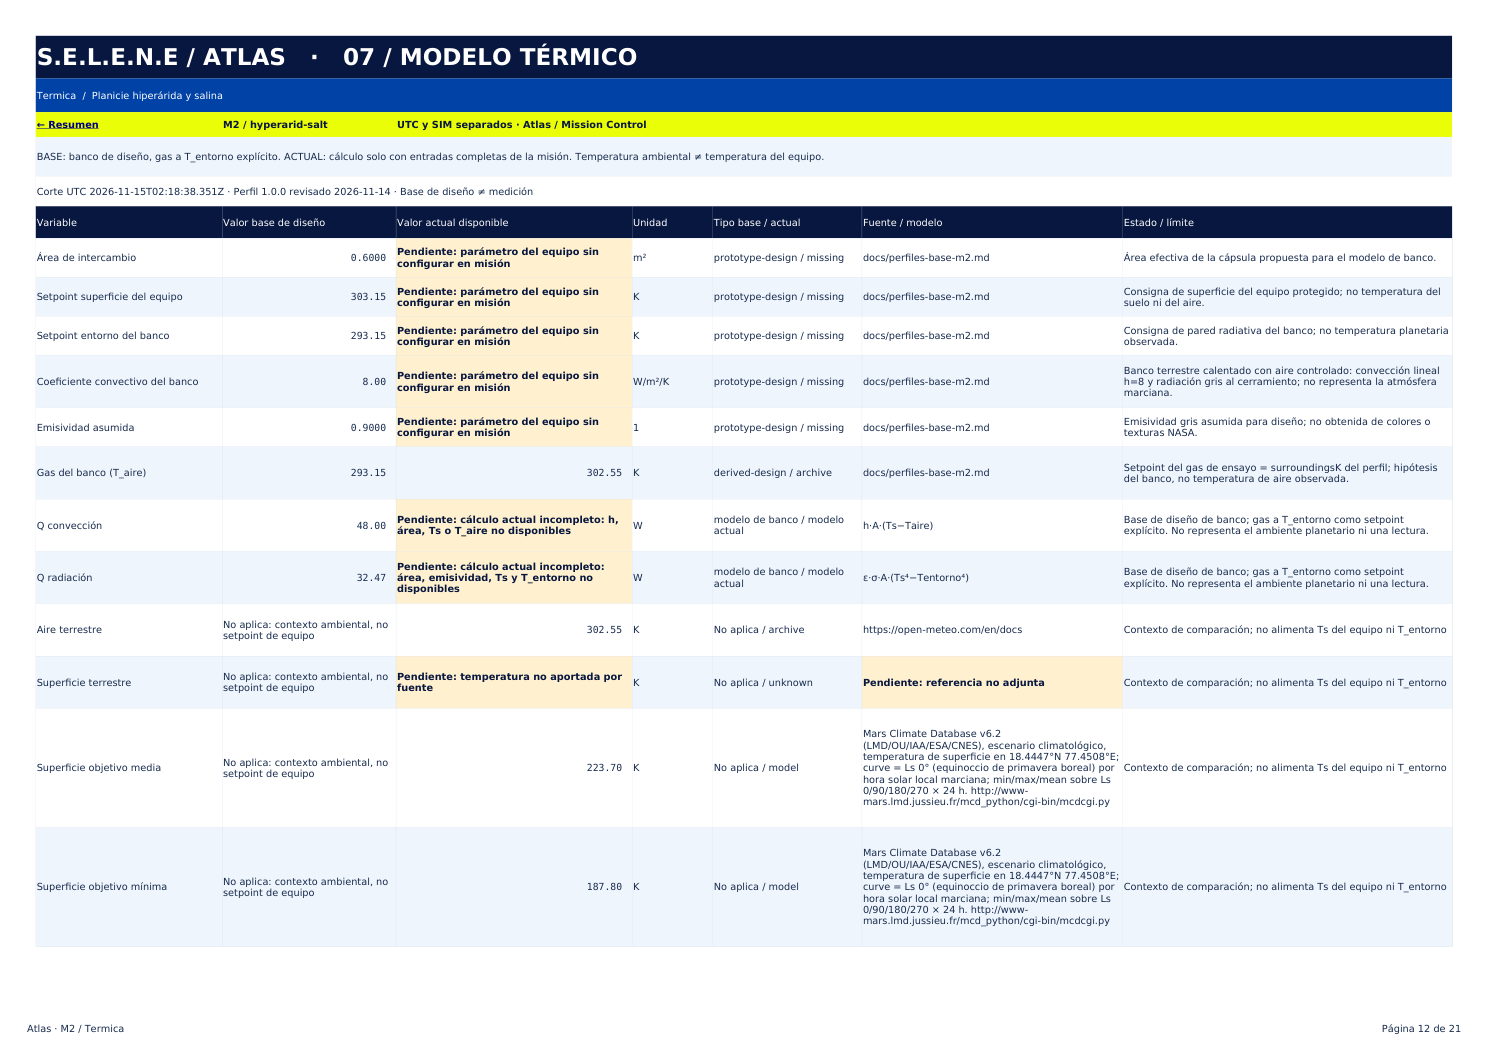 S.E.L.E.N.E / ATLAS · 07 / MODELO TÉRMICO
Termica / Planicie hiperárida y salina
← Resumen M2 / hyperarid-salt UTC y SIM separados · Atlas / Mission Control
BASE: banco de diseño, gas a T_entorno explícito. ACTUAL: cálculo solo con entradas completas de la misión. Temperatura ambiental ≠ temperatura del equipo.
Corte UTC 2026-11-15T02:18:38.351Z · Perfil 1.0.0 revisado 2026-11-14 · Base de diseño ≠ medición
Variable Valor base de diseño Valor actual disponible Unidad Tipo base / actual Fuente / modelo Estado / límite
Área de intercambio 0.6000 Pendiente: parámetro del equipo sin
configurar en misión m² prototype-design / missing docs/perfiles-base-m2.md Área efectiva de la cápsula propuesta para el modelo de banco.
Setpoint superficie del equipo 303.15 Pendiente: parámetro del equipo sin
configurar en misión K prototype-design / missing docs/perfiles-base-m2.md Consigna de superficie del equipo protegido; no temperatura del
suelo ni del aire.
Setpoint entorno del banco 293.15 Pendiente: parámetro del equipo sin
configurar en misión K prototype-design / missing docs/perfiles-base-m2.md Consigna de pared radiativa del banco; no temperatura planetaria
observada.
Coeficiente convectivo del banco 8.00 Pendiente: parámetro del equipo sin
configurar en misión W/m²/K prototype-design / missing docs/perfiles-base-m2.md Banco terrestre calentado con aire controlado: convección lineal
h=8 y radiación gris al cerramiento; no representa la atmósfera
marciana.
Emisividad asumida 0.9000 Pendiente: parámetro del equipo sin
configurar en misión 1 prototype-design / missing docs/perfiles-base-m2.md Emisividad gris asumida para diseño; no obtenida de colores o
texturas NASA.
Gas del banco (T_aire) 293.15 302.55 K derived-design / archive docs/perfiles-base-m2.md Setpoint del gas de ensayo = surroundingsK del perfil; hipótesis
del banco, no temperatura de aire observada.
Q convección 48.00 Pendiente: cálculo actual incompleto: h,
área, Ts o T_aire no disponibles W modelo de banco / modelo
actual h·A·(Ts−Taire) Base de diseño de banco; gas a T_entorno como setpoint
explícito. No representa el ambiente planetario ni una lectura.
Q radiación 32.47 Pendiente: cálculo actual incompleto:
área, emisividad, Ts y T_entorno no
disponibles W modelo de banco / modelo
actual ε·σ·A·(Ts⁴−Tentorno⁴) Base de diseño de banco; gas a T_entorno como setpoint
explícito. No representa el ambiente planetario ni una lectura.
Aire terrestre No aplica: contexto ambiental, no
setpoint de equipo 302.55 K No aplica / archive https://open-meteo.com/en/docs Contexto de comparación; no alimenta Ts del equipo ni T_entorno
Superficie terrestre No aplica: contexto ambiental, no
setpoint de equipo Pendiente: temperatura no aportada por
fuente K No aplica / unknown Pendiente: referencia no adjunta Contexto de comparación; no alimenta Ts del equipo ni T_entorno
Superficie objetivo media No aplica: contexto ambiental, no
setpoint de equipo 223.70 K No aplica / model Mars Climate Database v6.2
(LMD/OU/IAA/ESA/CNES), escenario climatológico,
temperatura de superficie en 18.4447°N 77.4508°E;
curve = Ls 0° (equinoccio de primavera boreal) por
hora solar local marciana; min/max/mean sobre Ls
0/90/180/270 × 24 h. http://www-
mars.lmd.jussieu.fr/mcd_python/cgi-bin/mcdcgi.py Contexto de comparación; no alimenta Ts del equipo ni T_entorno
Superficie objetivo mínima No aplica: contexto ambiental, no
setpoint de equipo 187.80 K No aplica / model Mars Climate Database v6.2
(LMD/OU/IAA/ESA/CNES), escenario climatológico,
temperatura de superficie en 18.4447°N 77.4508°E;
curve = Ls 0° (equinoccio de primavera boreal) por
hora solar local marciana; min/max/mean sobre Ls
0/90/180/270 × 24 h. http://www-
mars.lmd.jussieu.fr/mcd_python/cgi-bin/mcdcgi.py Contexto de comparación; no alimenta Ts del equipo ni T_entorno
Atlas · M2 / Termica Página 12 de 21